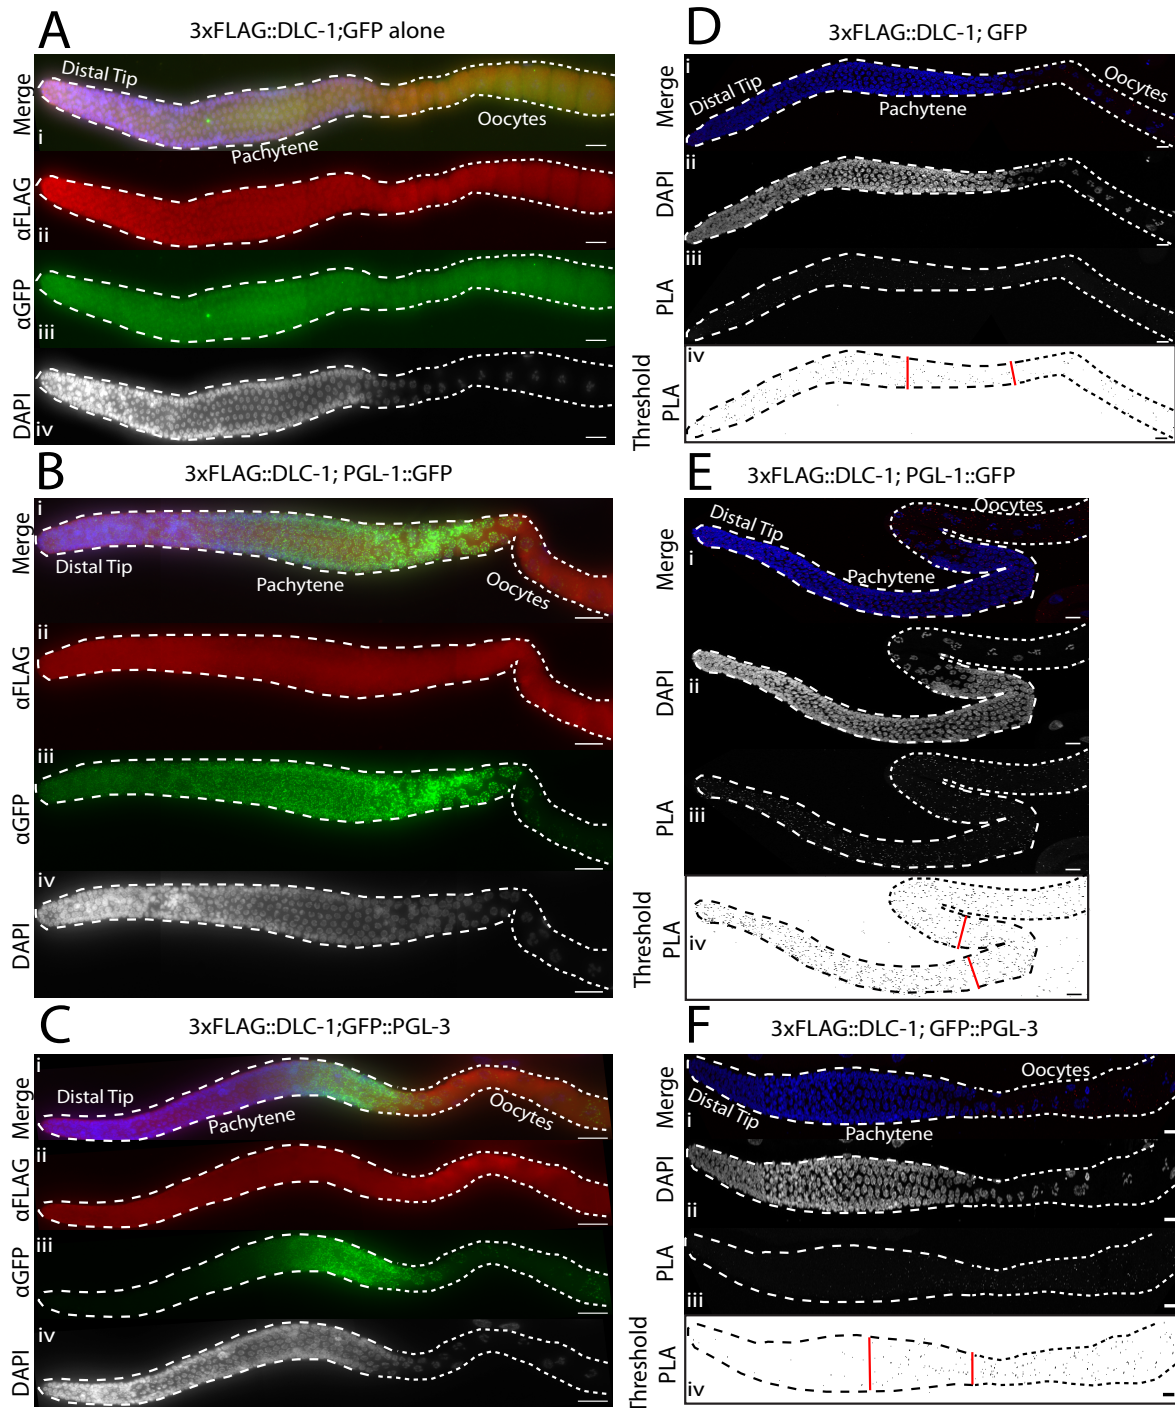 A
3xFLAG::DLC-1;GFP alone
Merge
i
Distal Tip
Pachytene
Oocytes
αFLAG
ii
αGFP
iii
DAPI
iv
B
3xFLAG::DLC-1; PGL-1::GFP
Merge
i
Distal Tip
Pachytene
Oocytes
αFLAG
ii
αGFP
iii
DAPI
iv
C
3xFLAG::DLC-1;GFP::PGL-3
Merge
i
Distal Tip
Pachytene
Oocytes
αFLAG
ii
αGFP
iii
DAPI
iv
D
3xFLAG::DLC-1; GFP
Merge
i
Distal Tip
Pachytene
Oocytes
DAPI
ii
PLA
iii
Threshold
PLA
iv
E
3xFLAG::DLC-1; PGL-1::GFP
Merge
i
Distal Tip
Pachytene
Oocytes
DAPI
ii
PLA
iii
Threshold
PLA
iv
F
3xFLAG::DLC-1; GFP::PGL-3
Merge
i
Distal Tip
Pachytene
Oocytes
DAPI
ii
PLA
iii
Threshold
PLA
iv